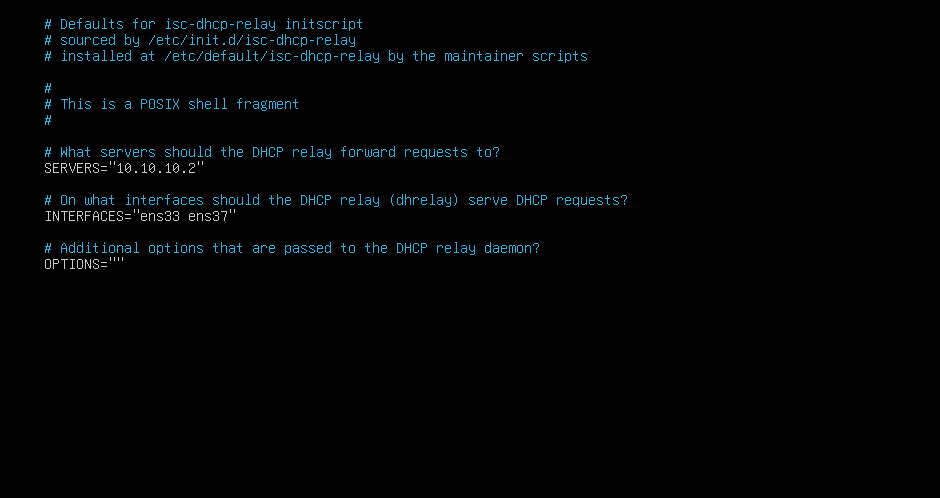 # Defaults for isc-dhcp-relay initscript
# sourced by /etc/init.d/isc-dhcp-relay
# installed at /etc/default/isc-dhcp-relay by the maintainer scripts
#
# This is a POSIX shell fragment
#
# What servers should the DHCP relay forward requests to?
SERVERS="10.10.10.2"
# On what interfaces should the DHCP relay (dhrelay) serve DHCP requests?
INTERFACES="ens33 ens37"
# Additional options that are passed to the DHCP relay daemon?
OPTIONS=""